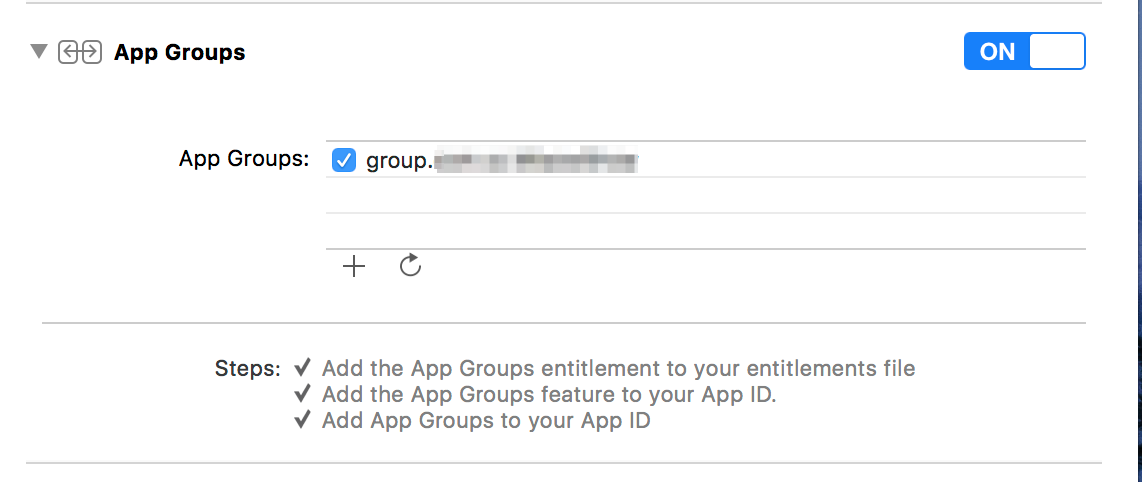 App Groups
ON
App Groups: group.
Steps: ✓ Add the App Groups entitlement to your entitlements file
✓ Add the App Groups feature to your App ID.
✓ Add App Groups to your App ID